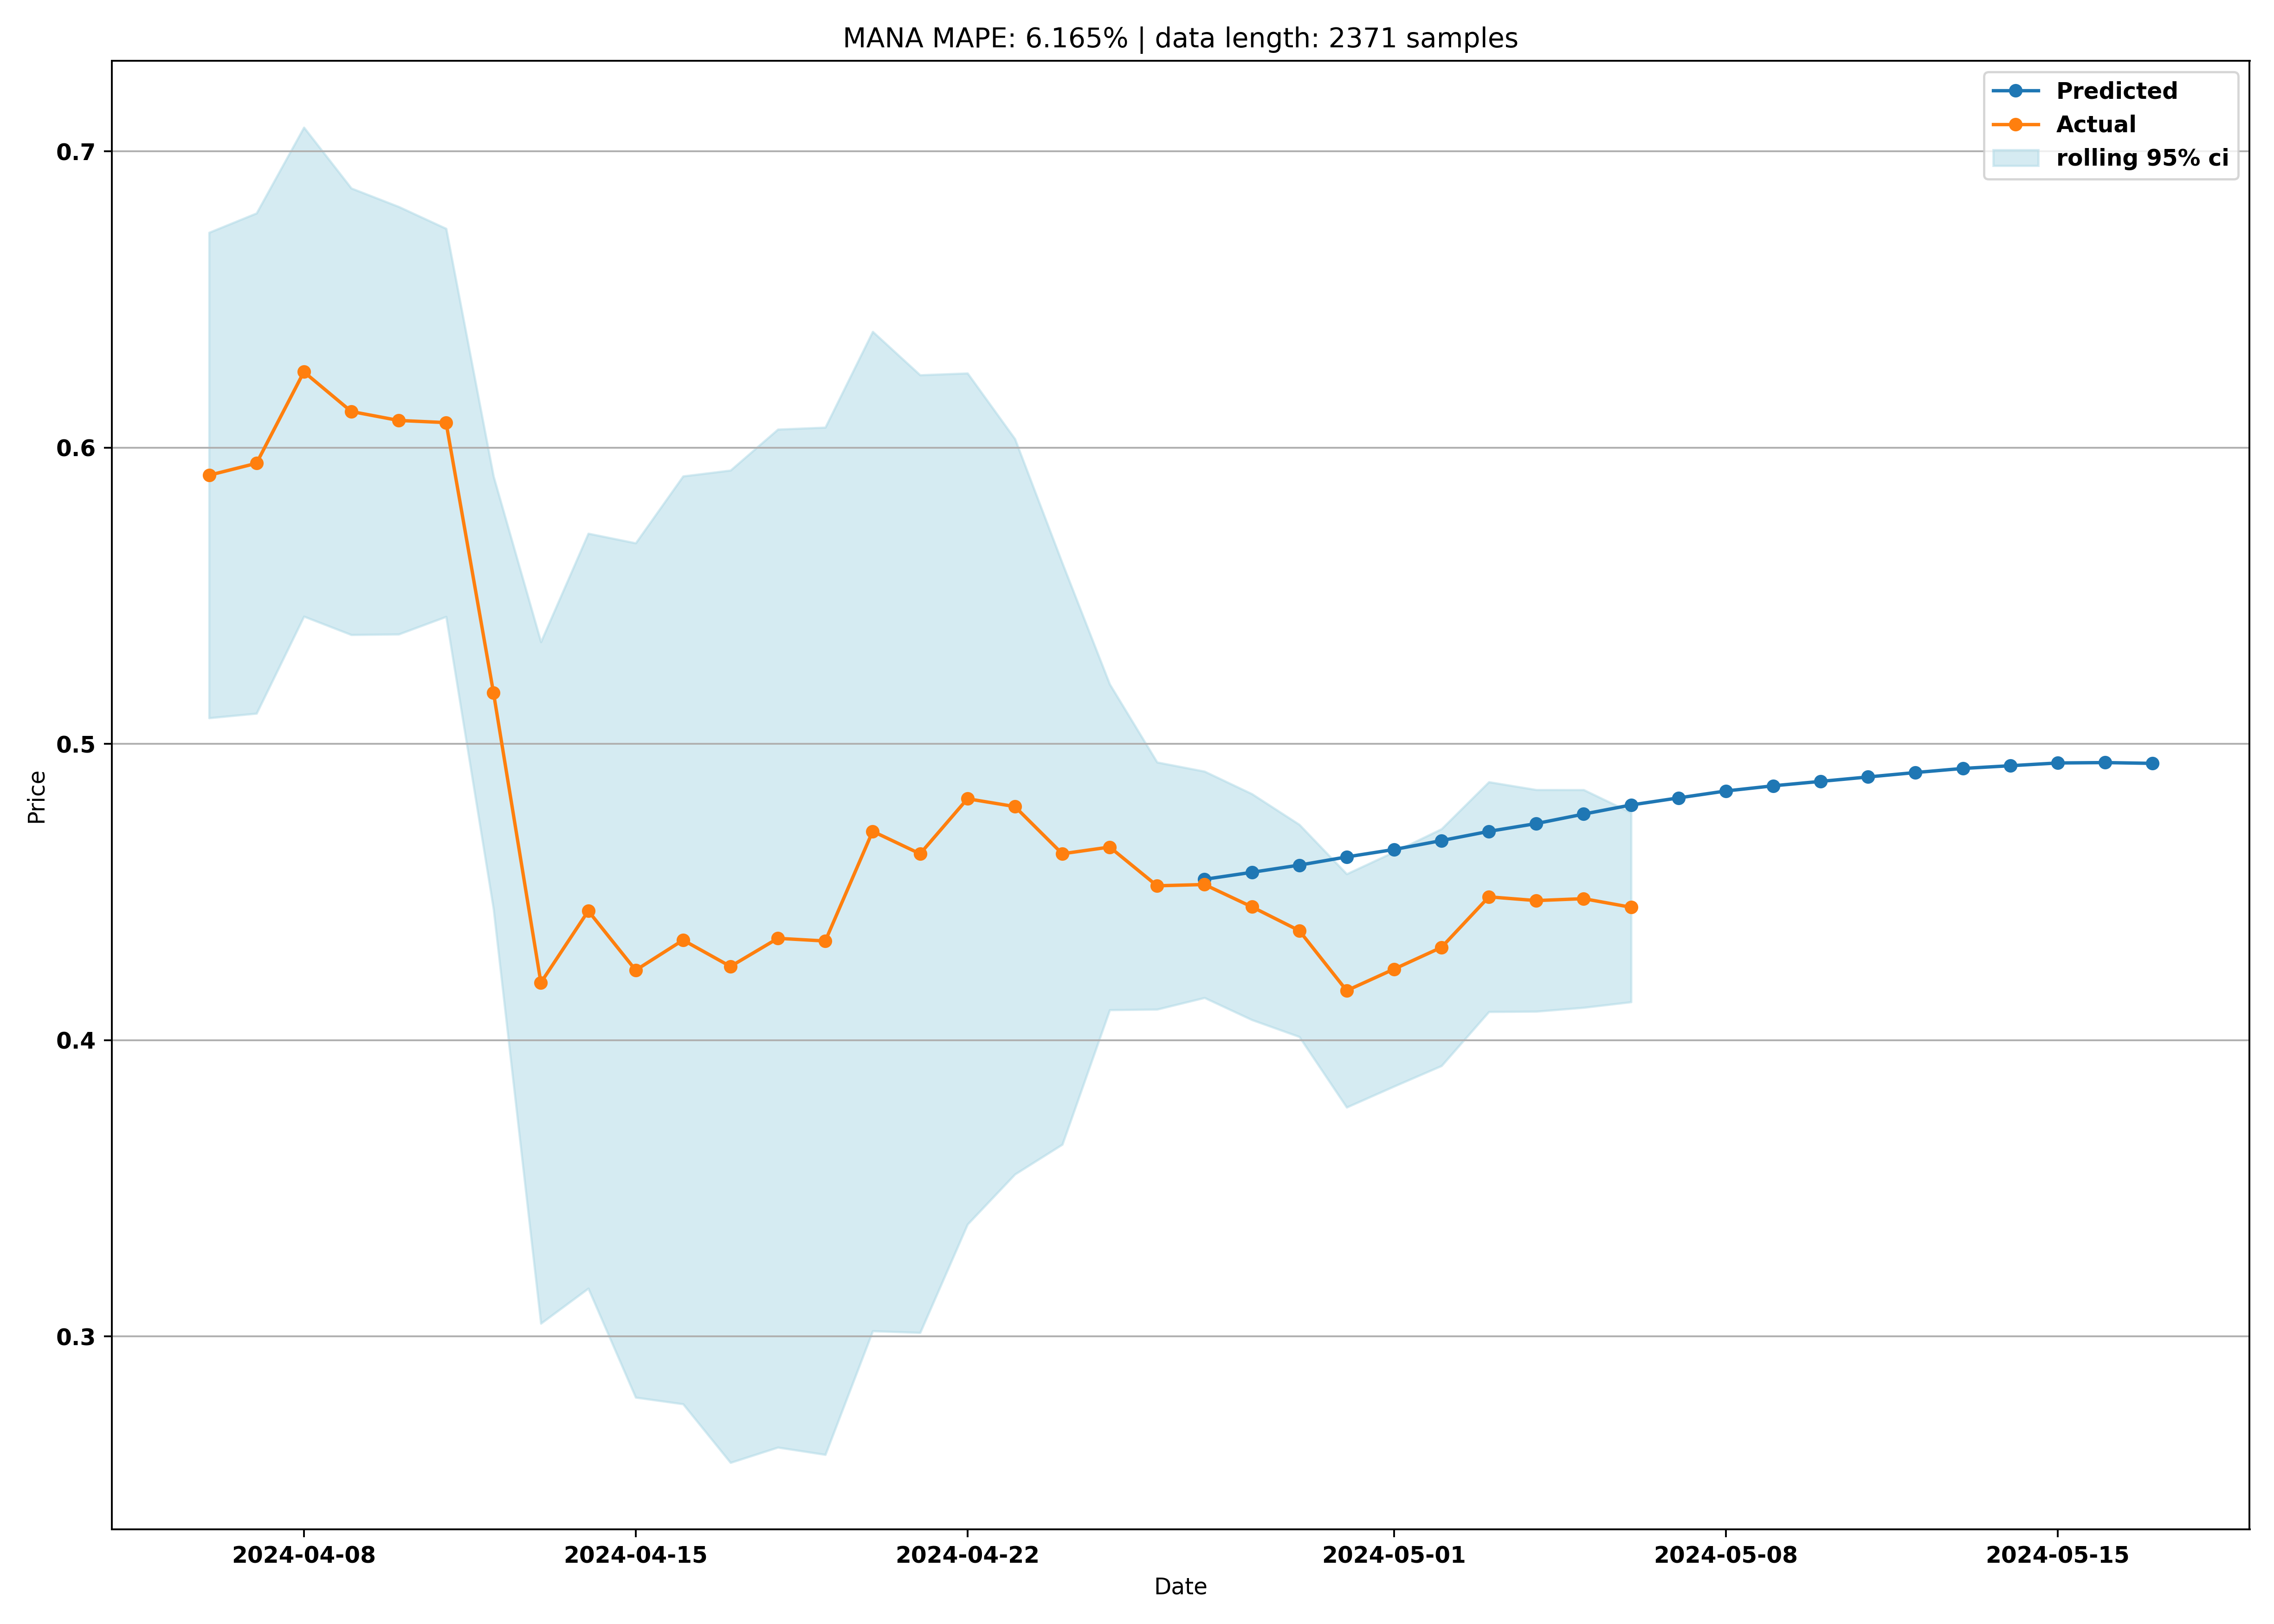 MANA MAPE: 6.165% | data length: 2371 samples
Predicted
Actual
rolling 95% ci
0.7
0.6
0.5
0.4
0.3
Price
2024-04-08
2024-04-15
2024-04-22
2024-05-01
2024-05-08
2024-05-15
Date